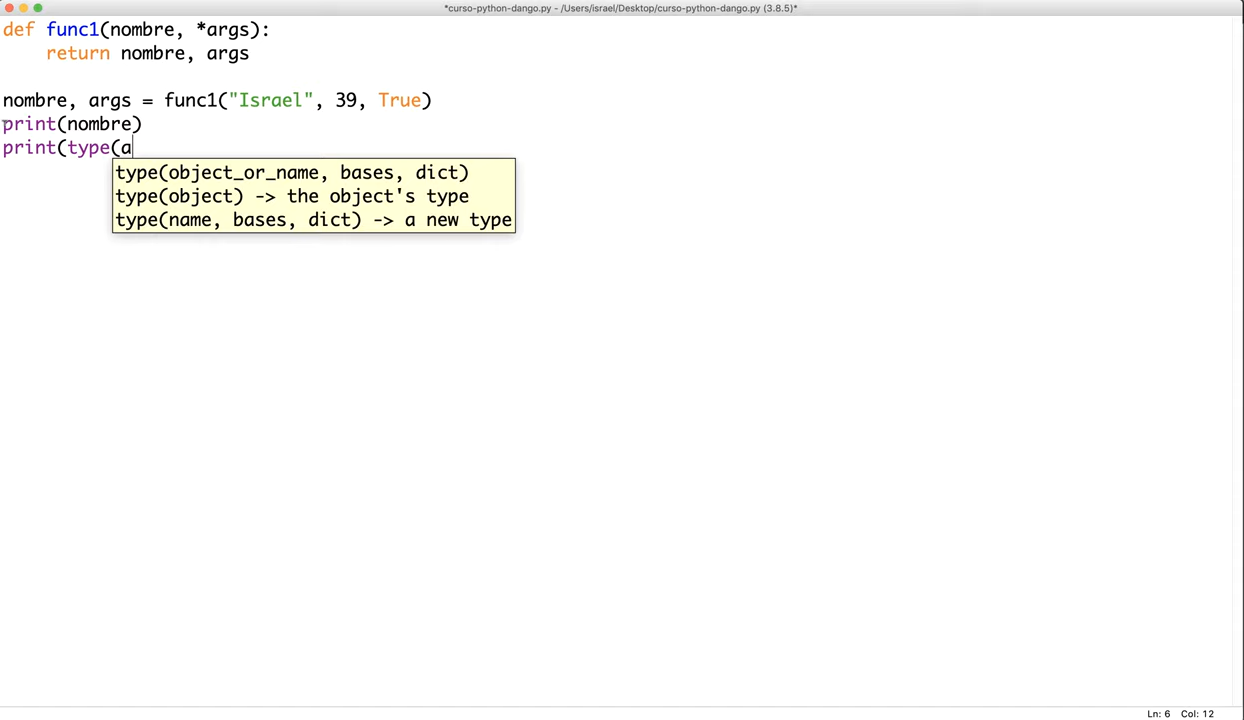 *curso-python-dango.py - /Users/israel/Desktop/curso-python-dango.py (3.8.5)*
def func1(nombre, *args):
    return nombre, args
nombre, args = func1("Israel", 39, True)
print(nombre)
print(type(a
type(object_or_name, bases, dict)
type(object) -> the object's type
type(name, bases, dict) -> a new type
Ln: 6 Col: 12